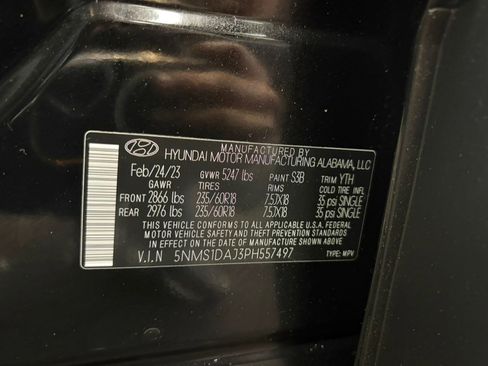 MANUFACTURED BY
HYUNDAI MOTOR MANUFACTURING ALABAMA, LLC
Feb/24/23 GVWR 5247 lbs PAINT S3B TRIM YTH
GAWR TIRES RIMS COLD TIRE INFL
FRONT 2866 lbs 235/60R18 7.5JX18 35 psi SINGLE
REAR 2976 lbs 235/60R18 7.5JX18 35 psi SINGLE
THIS VEHICLE CONFORMS TO ALL APPLICABLE U.S.A. FEDERAL
MOTOR VEHICLE SAFETY AND THEFT PREVENTION STANDARDS
IN EFFECT ON THE DATE OF MANUFACTURE SHOWN ABOVE
V.I.N 5NMS1DAJ3PH557497 TYPE: MPV